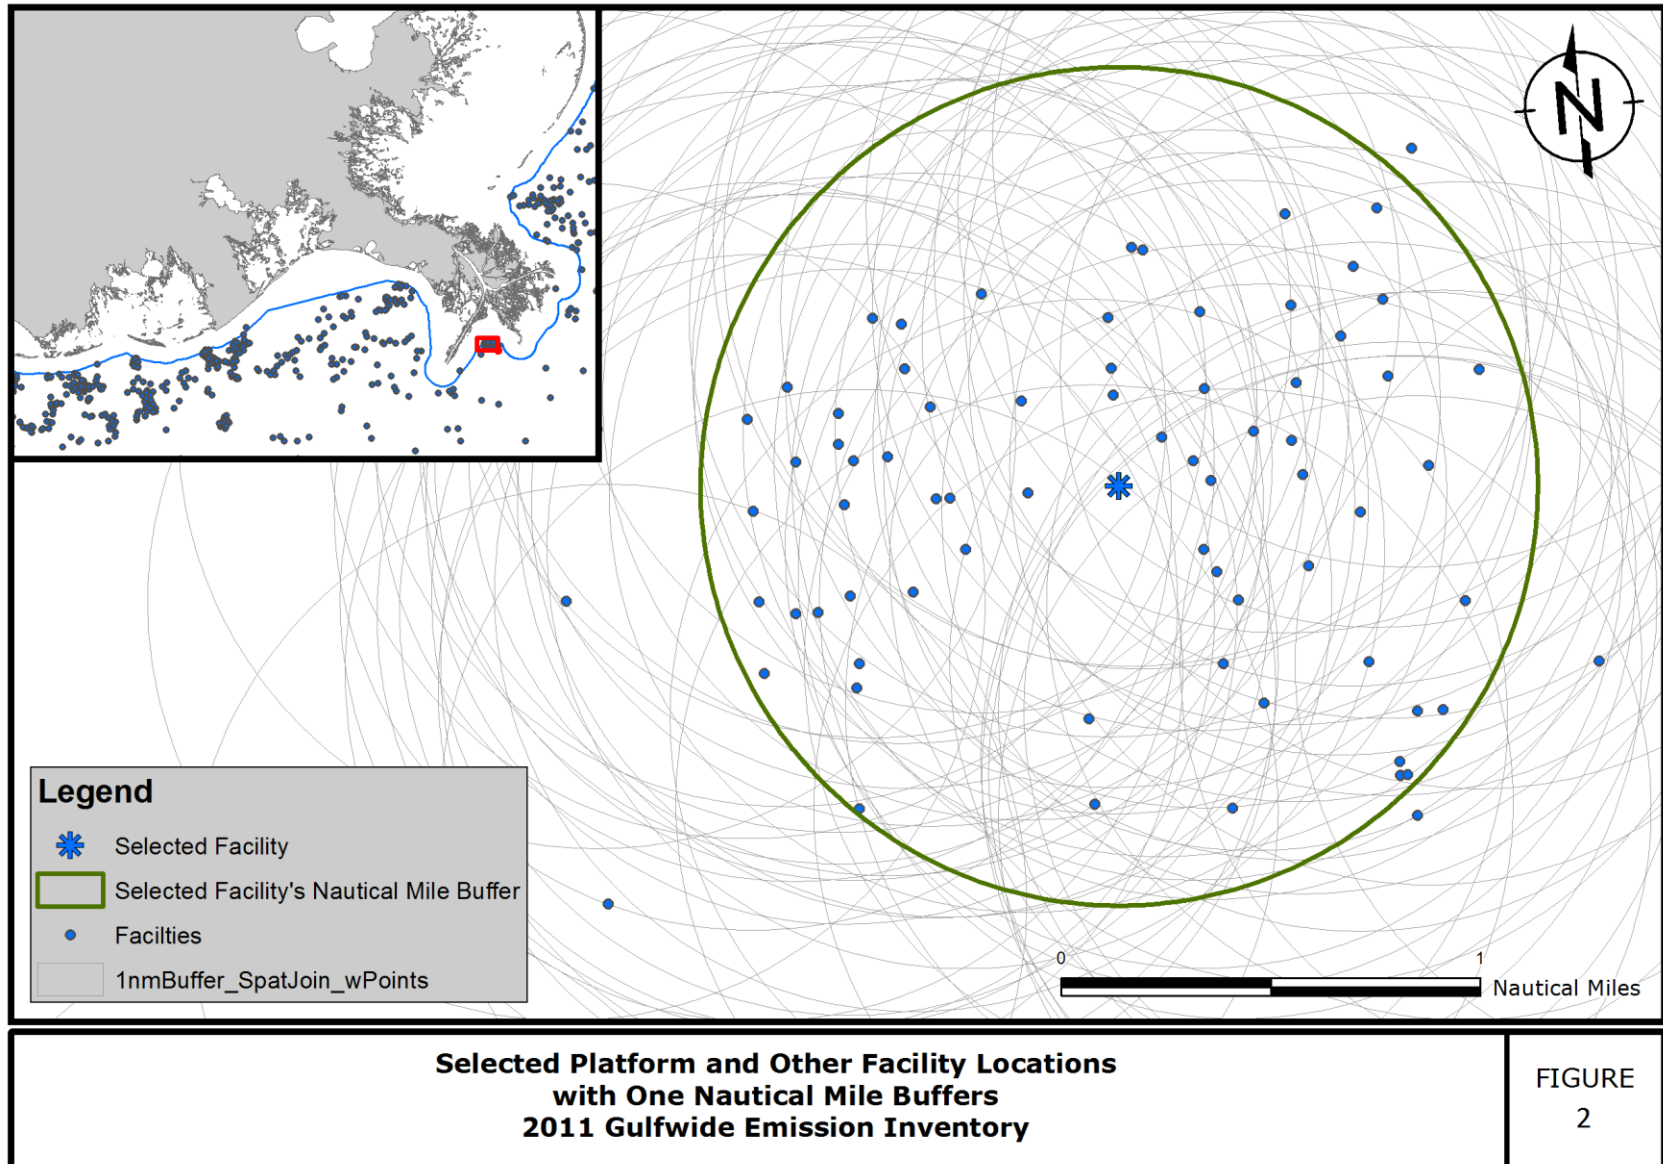 N
Legend
Selected Facility
Selected Facility's Nautical Mile Buffer
Facilties
1nmBuffer_SpatJoin_wPoints
0 1
Nautical Miles
Selected Platform and Other Facility Locations
with One Nautical Mile Buffers
2011 Gulfwide Emission Inventory
FIGURE
2